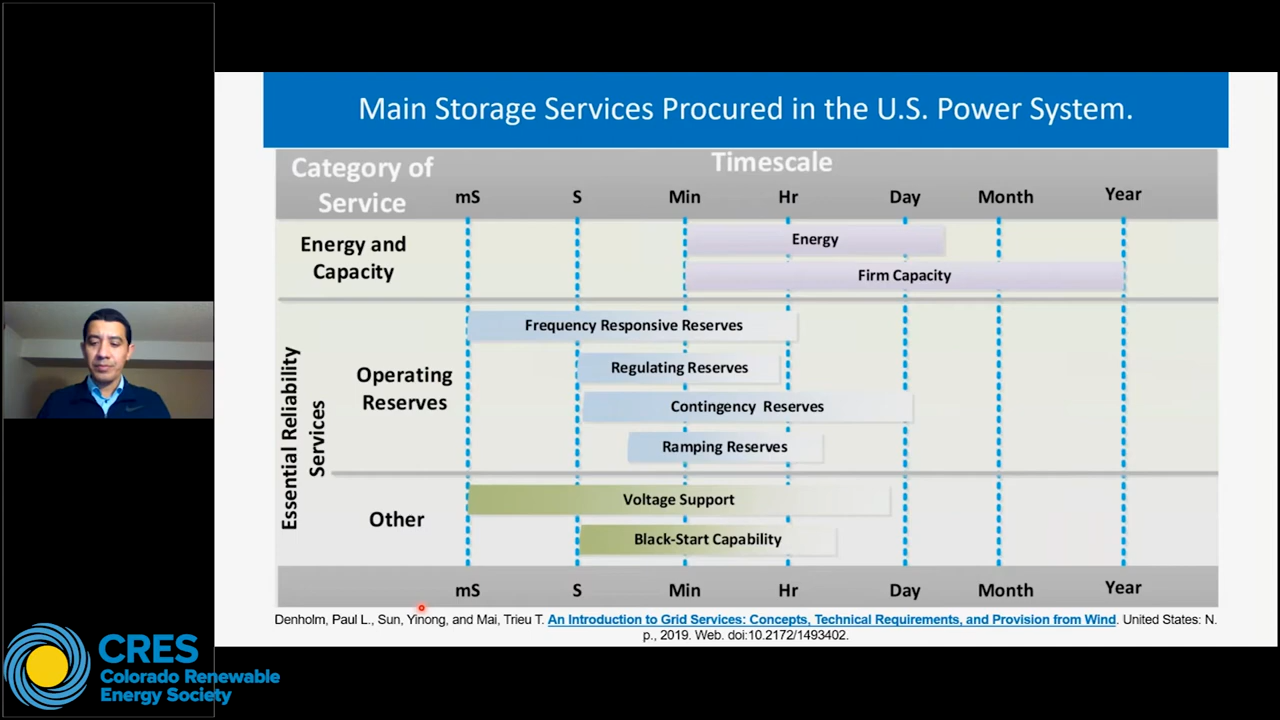 Main Storage Services Procured in the U.S. Power System.
Category of
Service
Timescale
mS S Min Hr Day Month Year
Energy and
Capacity
Energy
Firm Capacity
Essential Reliability
Services
Operating
Reserves
Frequency Responsive Reserves
Regulating Reserves
Contingency Reserves
Ramping Reserves
Other
Voltage Support
Black-Start Capability
mS S Min Hr Day Month Year
Denholm, Paul L., Sun, Yinong, and Mai, Trieu T. An Introduction to Grid Services: Concepts, Technical Requirements, and Provision from Wind. United States: N.
p., 2019. Web. doi:10.2172/1493402.
CRES
Colorado Renewable
Energy Society